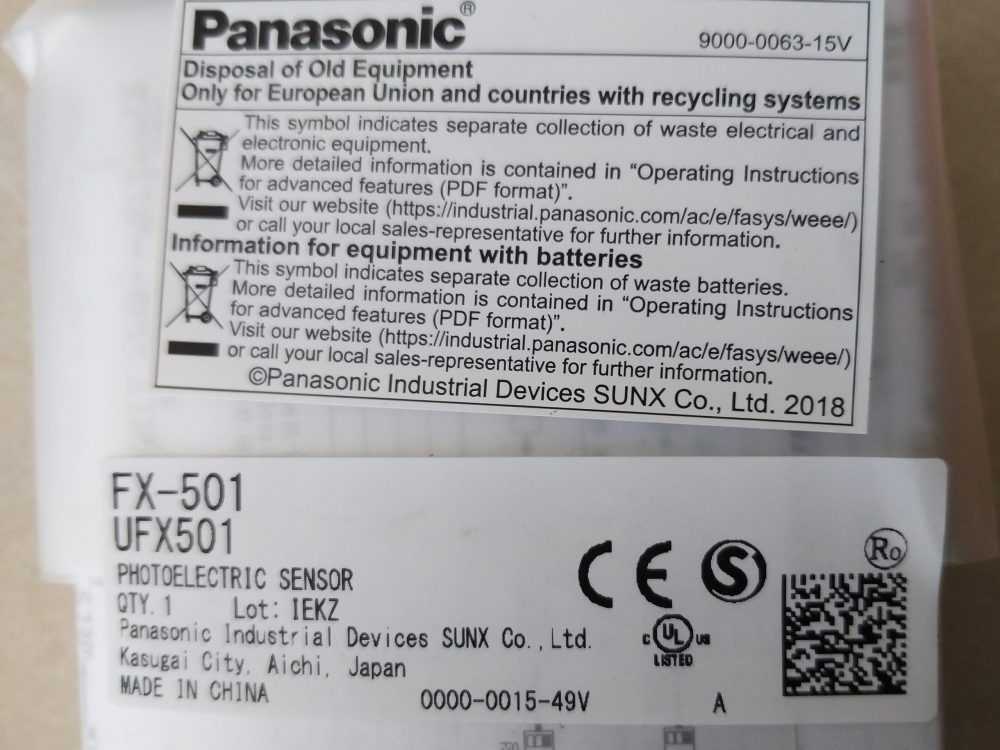 Panasonic®
9000-0063-15V
Disposal of Old Equipment
Only for European Union and countries with recycling systems
This symbol indicates separate collection of waste electrical and
electronic equipment.
More detailed information is contained in “Operating Instructions
for advanced features (PDF format)”.
Visit our website (https://industrial.panasonic.com/ac/e/fasys/weee/)
or call your local sales-representative for further information.
Information for equipment with batteries
This symbol indicates separate collection of waste batteries.
More detailed information is contained in “Operating Instructions
for advanced features (PDF format)”.
Visit our website (https://industrial.panasonic.com/ac/e/fasys/weee/)
or call your local sales-representative for further information.
©Panasonic Industrial Devices SUNX Co., Ltd. 2018
FX-501
UFX501
PHOTOELECTRIC SENSOR
QTY. 1 Lot: IEKZ
Panasonic Industrial Devices SUNX Co.,Ltd.
Kasugai City, Aichi, Japan
MADE IN CHINA
0000-0015-49V
A
CE
S
Ro
C UL US
LISTED